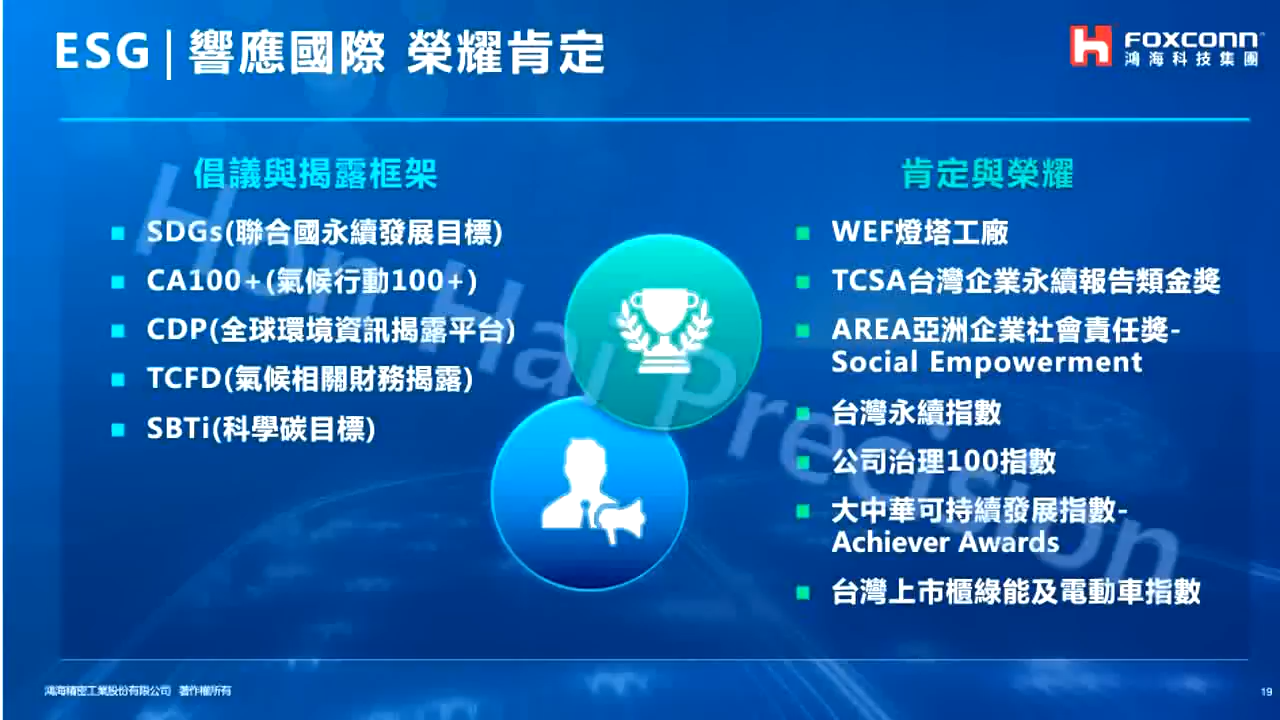 ESG|響應國際 榮耀肯定
FOXCONN
鴻海科技集團
倡議與揭露框架
SDGs(聯合國永續發展目標)
CA100+(氣候行動100+)
CDP(全球環境資訊揭露平台)
TCFD(氣候相關財務揭露)
SBTi(科學碳目標)
肯定與榮耀
WEF燈塔工廠
TCSA台灣企業永續報告類金獎
AREA亞洲企業社會責任獎-
Social Empowerment
台灣永續指數
公司治理100指數
大中華可持續發展指數-
Achiever Awards
台灣上市櫃綠能及電動車指數
Hon Hai Precision
鴻海精密工業股份有限公司 著作權所有
19